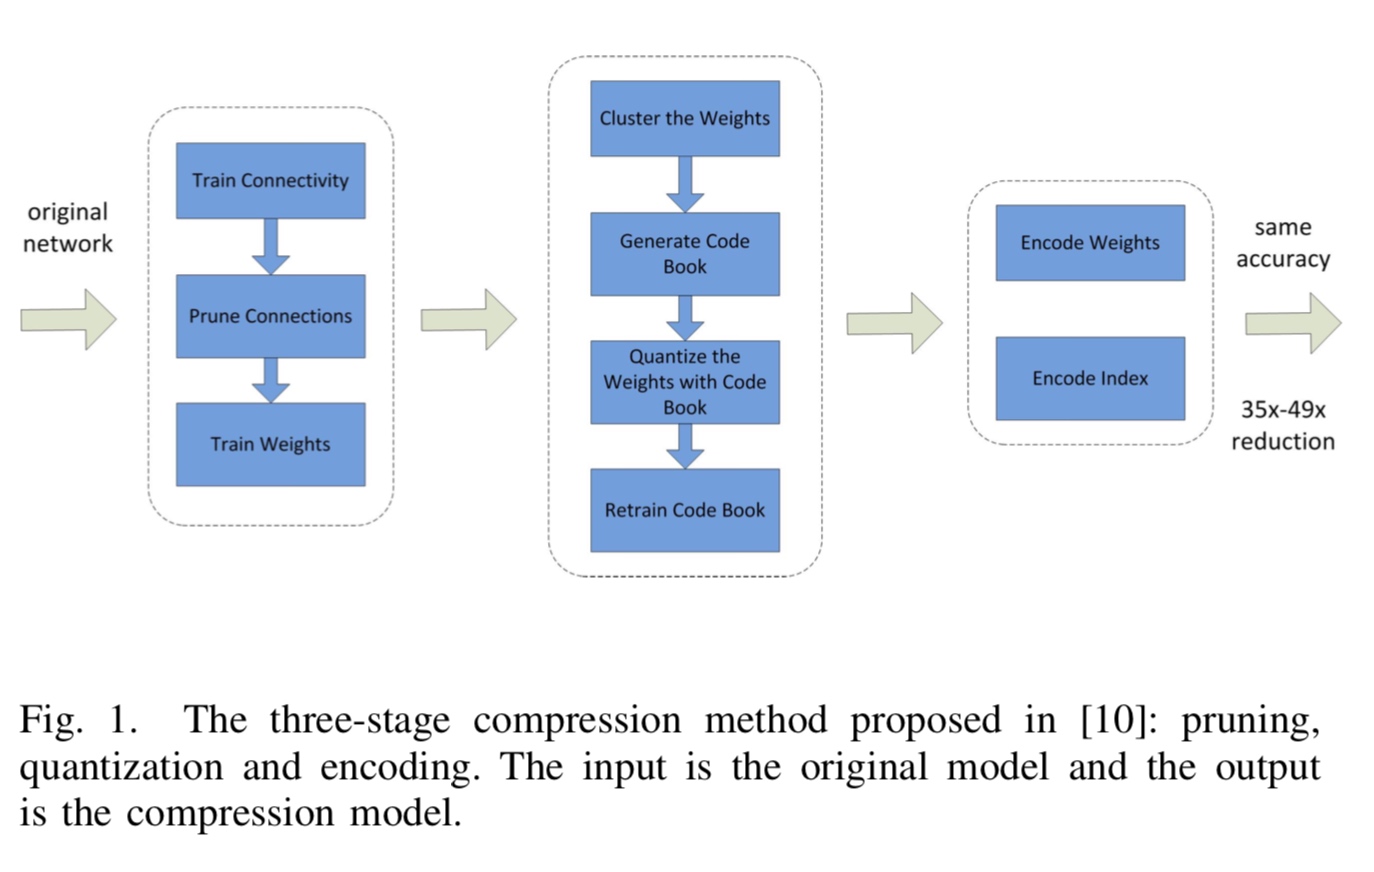 original
network
Train Connectivity
Prune Connections
Train Weights
Cluster the Weights
Generate Code
Book
Quantize the
Weights with Code
Book
Retrain Code Book
Encode Weights
Encode Index
same
accuracy
35x-49x
reduction
Fig. 1. The three-stage compression method proposed in [10]: pruning,
quantization and encoding. The input is the original model and the output
is the compression model.